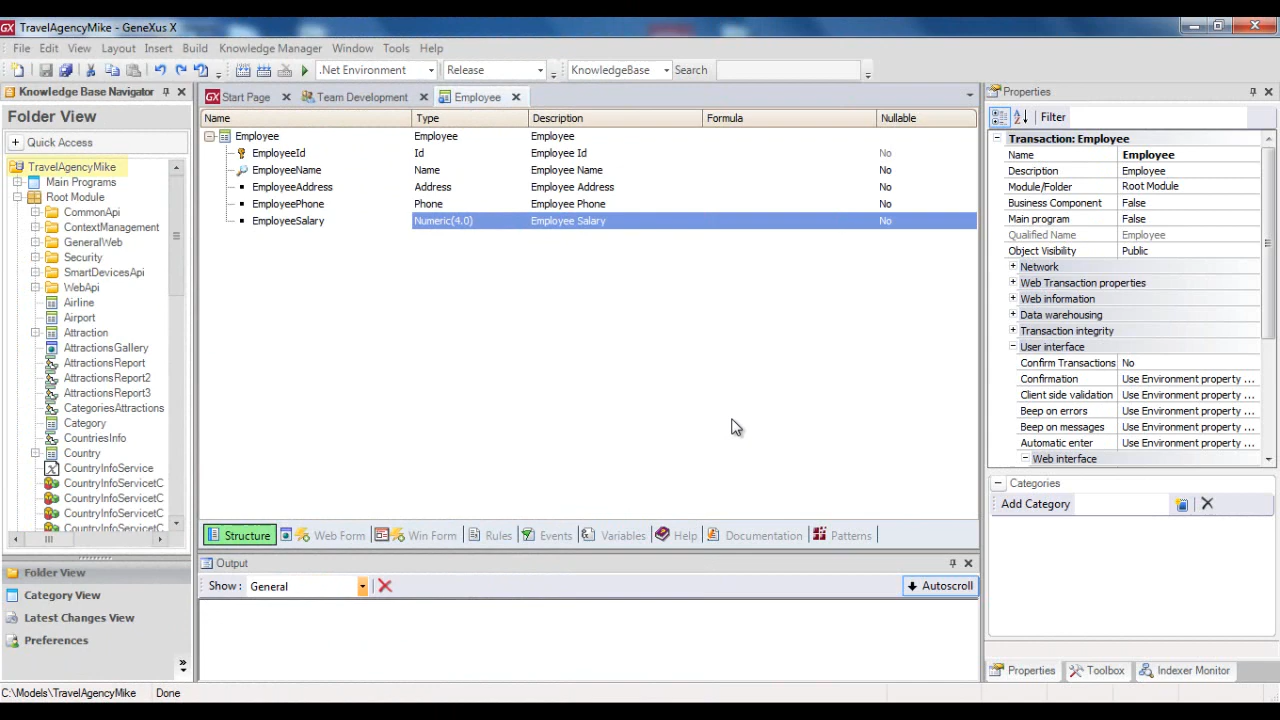 TravelAgencyMike - GeneXus X
File Edit View Layout Insert Build Knowledge Manager Window Tools Help
.Net Environment Release KnowledgeBase Search
Knowledge Base Navigator
Start Page Team Development Employee
Properties
Folder View
Quick Access
TravelAgencyMike
Main Programs
Root Module
CommonApi
ContextManagement
GeneralWeb
Security
SmartDevicesApi
WebApi
Airline
Airport
Attraction
AttractionsGallery
AttractionsReport
AttractionsReport2
AttractionsReport3
CategoriesAttractions
Category
CountriesInfo
Country
CountryInfoService
CountryInfoServicetC
CountryInfoServicetC
CountryInfoServicetC
CountryInfoServicetC
Folder View
Category View
Latest Changes View
Preferences
Name Type Description Formula Nullable
Employee Employee Employee
EmployeeId Id Employee Id No
EmployeeName Name Employee Name No
EmployeeAddress Address Employee Address No
EmployeePhone Phone Employee Phone No
EmployeeSalary Numeric(4.0) Employee Salary No
Structure Web Form Win Form Rules Events Variables Help Documentation Patterns
Output
Show : General Autoscroll
Filter
Transaction: Employee
Name Employee
Description Employee
Module/Folder Root Module
Business Component False
Main program False
Qualified Name Employee
Object Visibility Public
Network
Web Transaction properties
Web information
Data warehousing
Transaction integrity
User interface
Confirm Transactions No
Confirmation Use Environment property ...
Client side validation Use Environment property ...
Beep on errors Use Environment property ...
Beep on messages Use Environment property ...
Automatic enter Use Environment property ...
Web interface
Categories
Add Category
Properties Toolbox Indexer Monitor
C:\Models\TravelAgencyMike Done